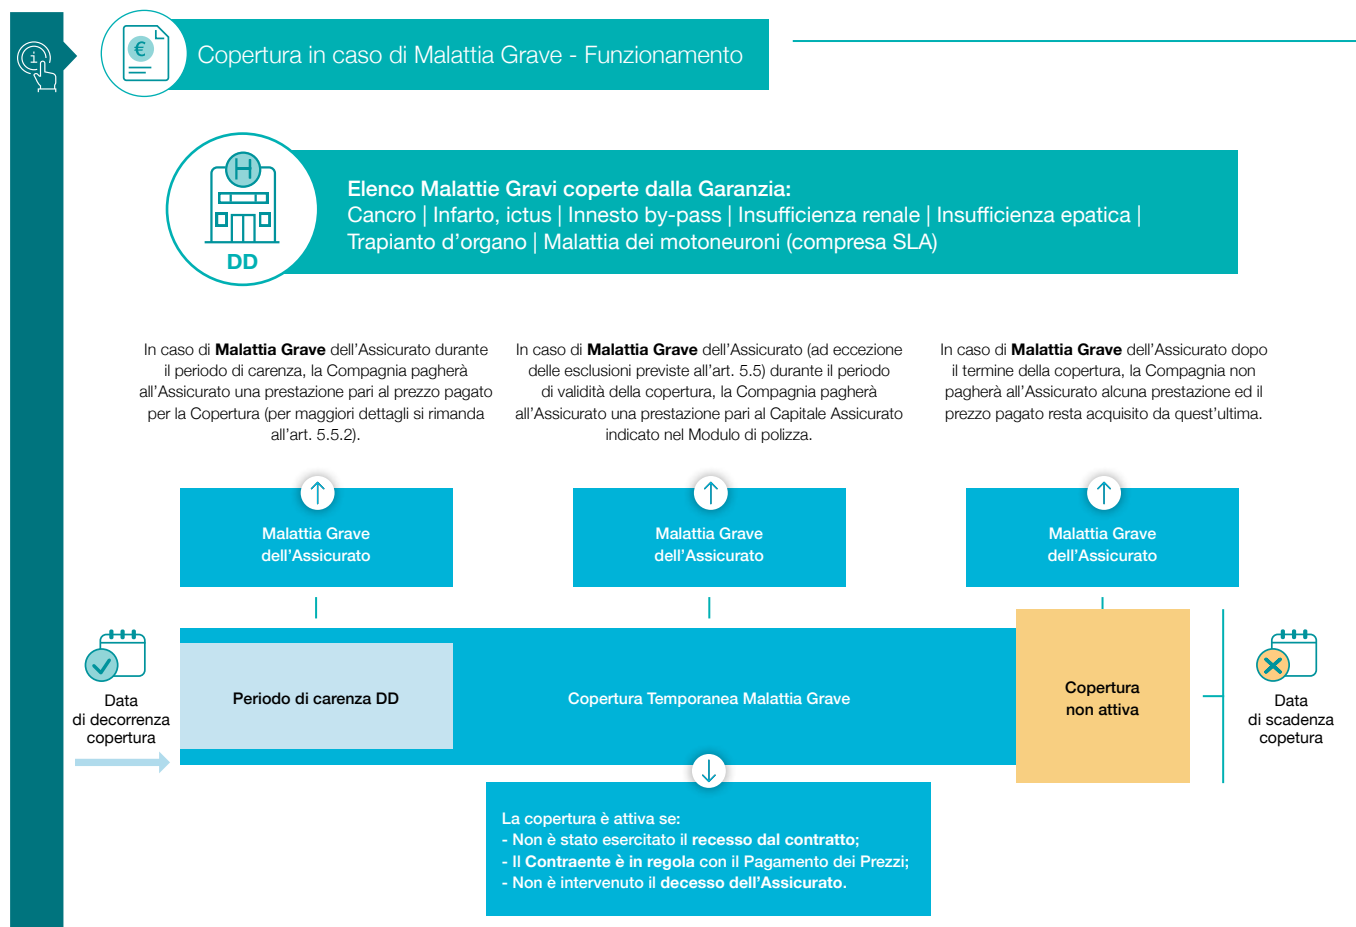 Copertura in caso di Malattia Grave - Funzionamento
Elenco Malattie Gravi coperte dalla Garanzia:
Cancro | Infarto, ictus | Innesto by-pass | Insufficienza renale | Insufficienza epatica |
Trapianto d'organo | Malattia dei motoneuroni (compresa SLA)
H
DD
In caso di Malattia Grave dell'Assicurato durante
il periodo di carenza, la Compagnia pagherà
all'Assicurato una prestazione pari al prezzo pagato
per la Copertura (per maggiori dettagli si rimanda
all'art. 5.5.2).
In caso di Malattia Grave dell'Assicurato (ad eccezione
delle esclusioni previste all'art. 5.5) durante il periodo
di validità della copertura, la Compagnia pagherà
all'Assicurato una prestazione pari al Capitale Assicurato
indicato nel Modulo di polizza.
In caso di Malattia Grave dell'Assicurato dopo
il termine della copertura, la Compagnia non
pagherà all'Assicurato alcuna prestazione ed il
prezzo pagato resta acquisito da quest'ultima.
Malattia Grave
dell'Assicurato
Malattia Grave
dell'Assicurato
Malattia Grave
dell'Assicurato
Data
di decorrenza
copertura
Periodo di carenza DD
Copertura Temporanea Malattia Grave
Copertura
non attiva
Data
di scadenza
copetura
La copertura è attiva se:
- Non è stato esercitato il recesso dal contratto;
- Il Contraente è in regola con il Pagamento dei Prezzi;
- Non è intervenuto il decesso dell'Assicurato.